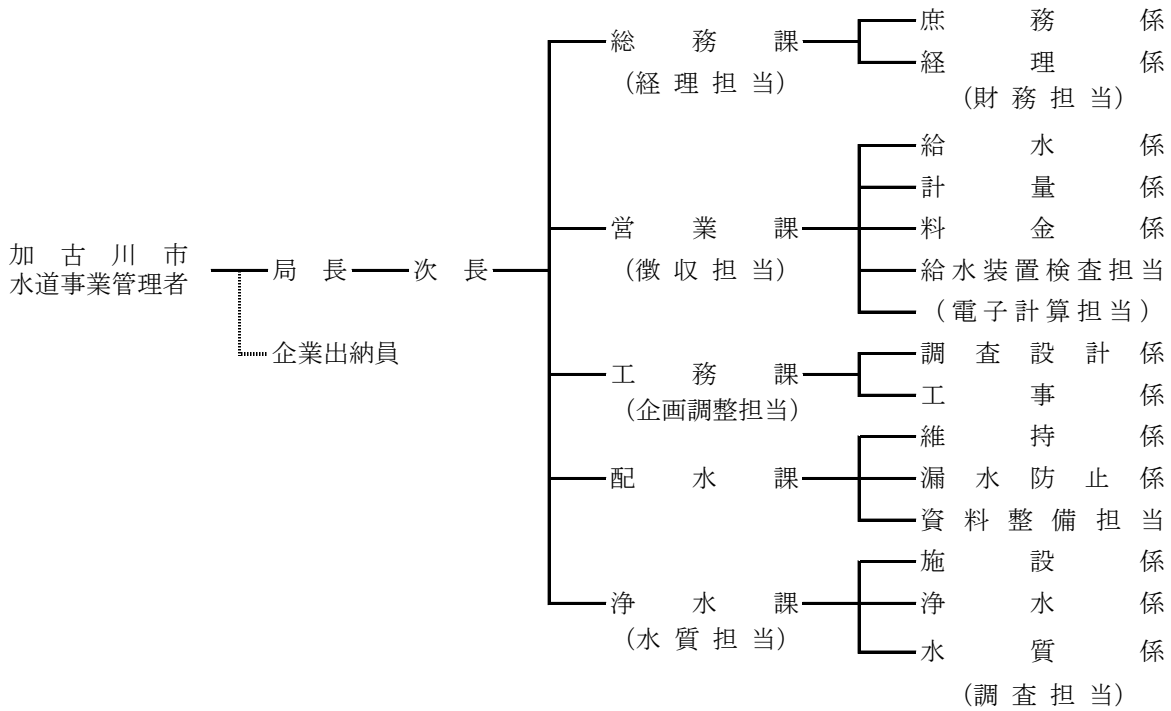 加古川市
水道事業管理者
局長
次長
企業出納員
総務課
（経理担当）
庶務係
経理係
（財務担当）
営業課
（徴収担当）
給水係
計量係
料金係
給水装置検査担当
（電子計算担当）
工務課
（企画調整担当）
調査設計係
工事係
配水課
維持係
漏水防止係
資料整備担当
浄水課
（水質担当）
施設係
浄水係
水質係
（調査担当）